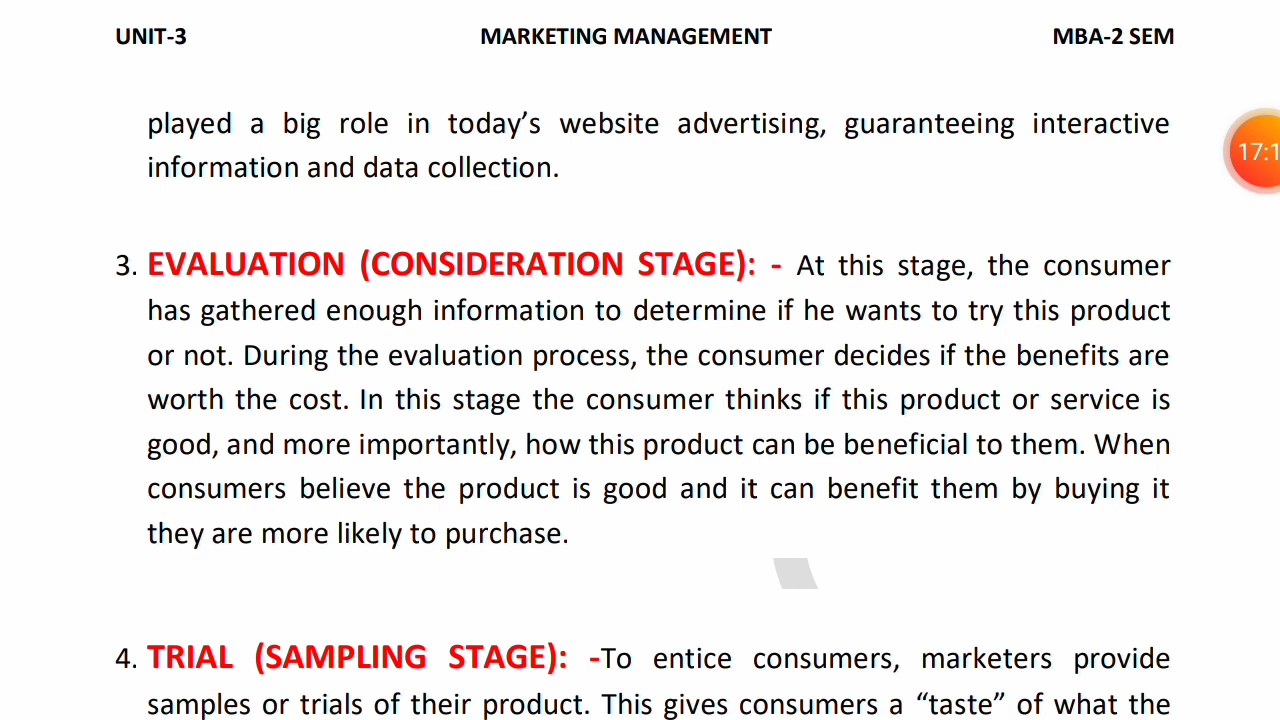 UNIT-3 MARKETING MANAGEMENT MBA-2 SEM
played a big role in today’s website advertising, guaranteeing interactive
information and data collection.
17:1
3. EVALUATION (CONSIDERATION STAGE): - At this stage, the consumer
has gathered enough information to determine if he wants to try this product
or not. During the evaluation process, the consumer decides if the benefits are
worth the cost. In this stage the consumer thinks if this product or service is
good, and more importantly, how this product can be beneficial to them. When
consumers believe the product is good and it can benefit them by buying it
they are more likely to purchase.
4. TRIAL (SAMPLING STAGE): -To entice consumers, marketers provide
samples or trials of their product. This gives consumers a “taste” of what the